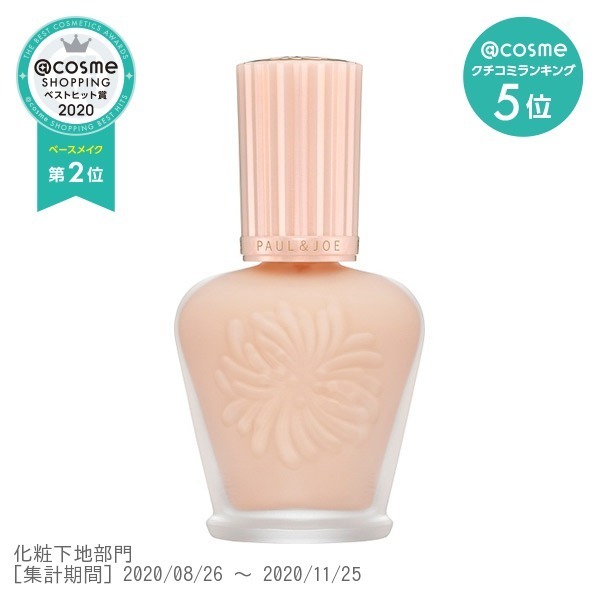 THE BEST COSMETICS AWARDS
@cosme
SHOPPING
ベストヒット賞
2020
@cosme SHOPPING BEST HITS
ベースメイク
第2位
@cosme
クチコミランキング
5位
PAUL & JOE
化粧下地部門
[集計期間] 2020/08/26 ～ 2020/11/25